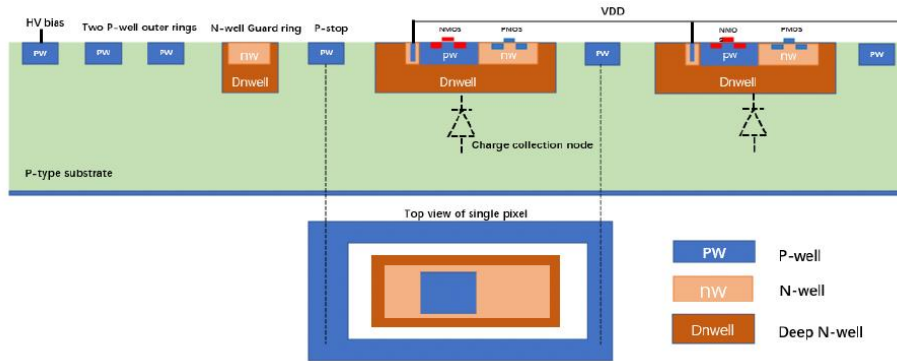 VDD
HV bias
Two P-well outer rings
N-well Guard ring
P-stop
NMOS
PMOS
NMO
S
PMOS
PW
PW
PW
nw
PW
pw
nw
PW
pw
nw
PW
Dnwell
Dnwell
Dnwell
Charge collection node
P-type substrate
Top view of single pixel
PW
P-well
nw
N-well
Dnwell
Deep N-well